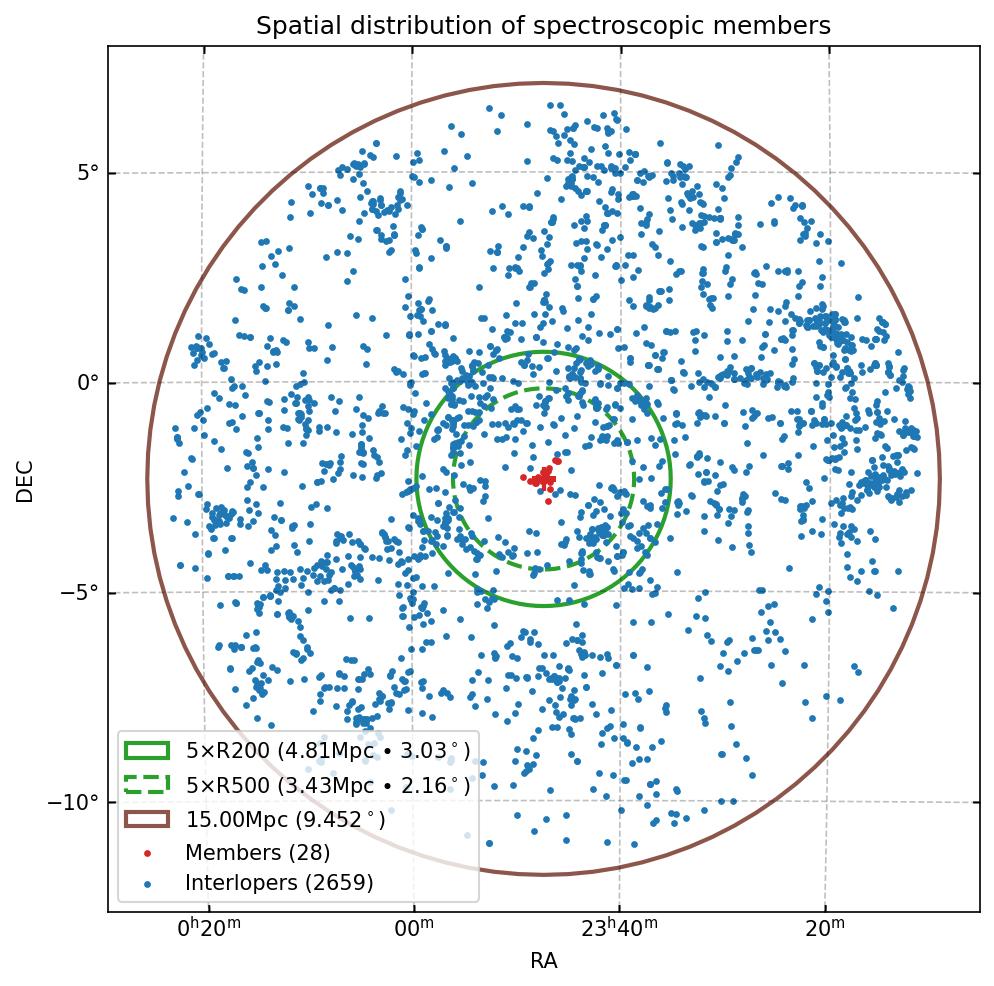 Spatial distribution of spectroscopic members
5°
0°
−5°
−10°
DEC
5×R200 (4.81Mpc • 3.03°)
5×R500 (3.43Mpc • 2.16°)
15.00Mpc (9.452°)
Members (28)
Interlopers (2659)
0ʰ20ᵐ 00ᵐ 23ʰ40ᵐ 20ᵐ
RA